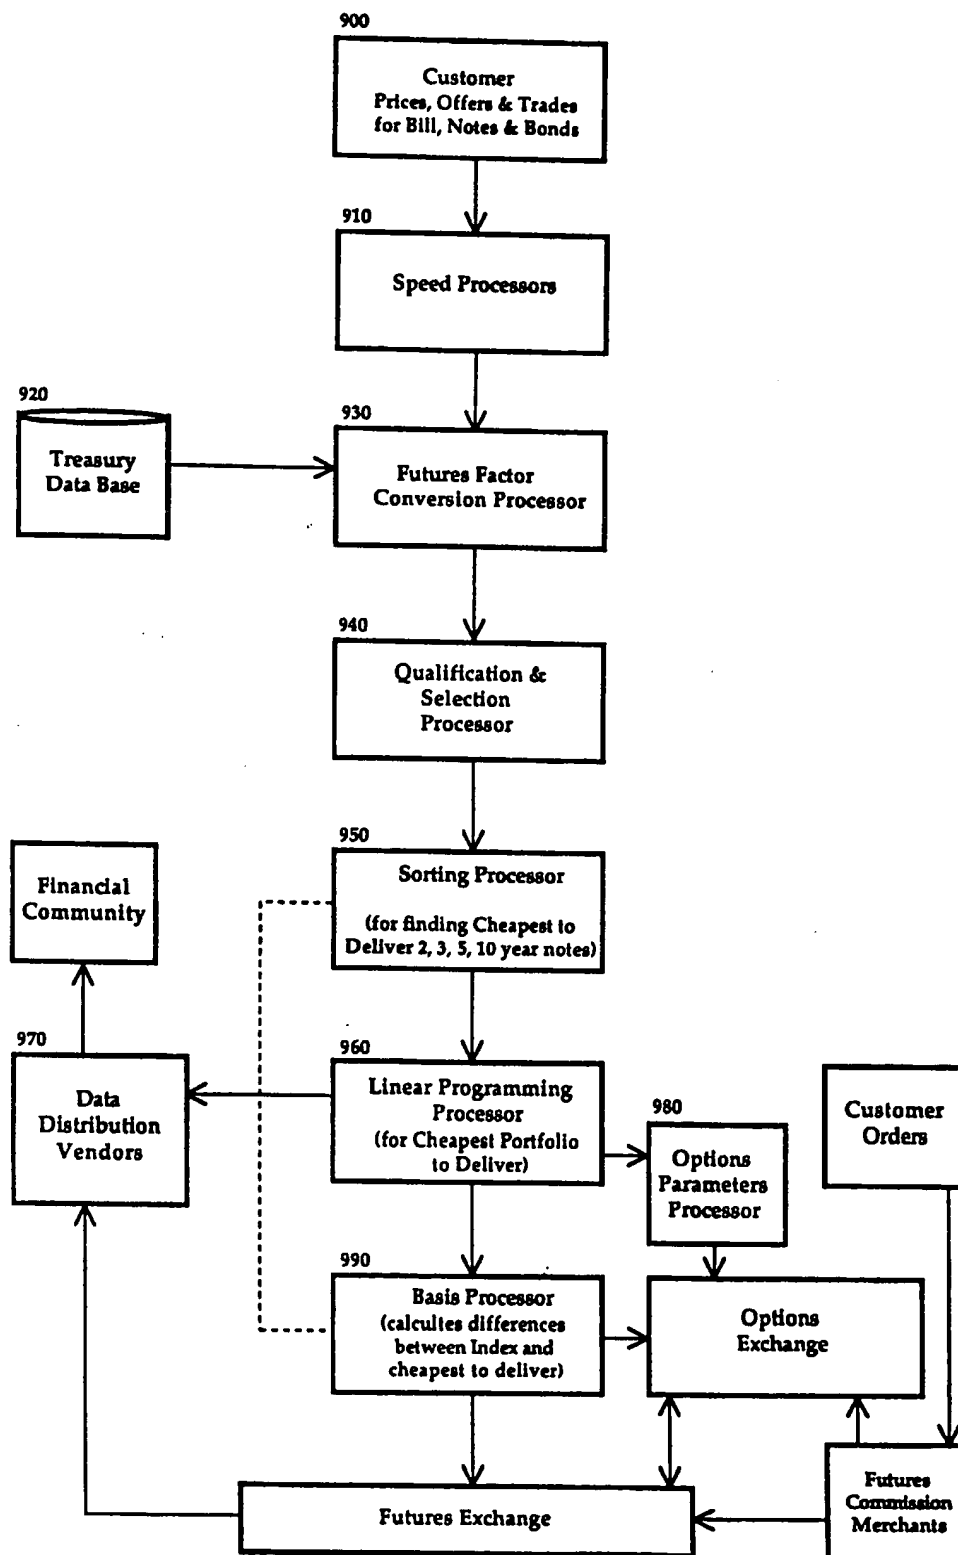 900
Customer
Prices, Offers & Trades
for Bill, Notes & Bonds
910
Speed Processors
920
Treasury
Data Base
930
Futures Factor
Conversion Processor
940
Qualification &
Selection
Processor
950
Sorting Processor
(for finding Cheapest to
Deliver 2, 3, 5, 10 year notes)
Financial
Community
960
Linear Programming
Processor
(for Cheapest Portfolio
to Deliver)
970
Data
Distribution
Vendors
980
Options
Parameters
Processor
Customer
Orders
990
Basis Processor
(calcultes differences
between Index and
cheapest to deliver)
Options
Exchange
Futures Exchange
Futures
Commission
Merchants